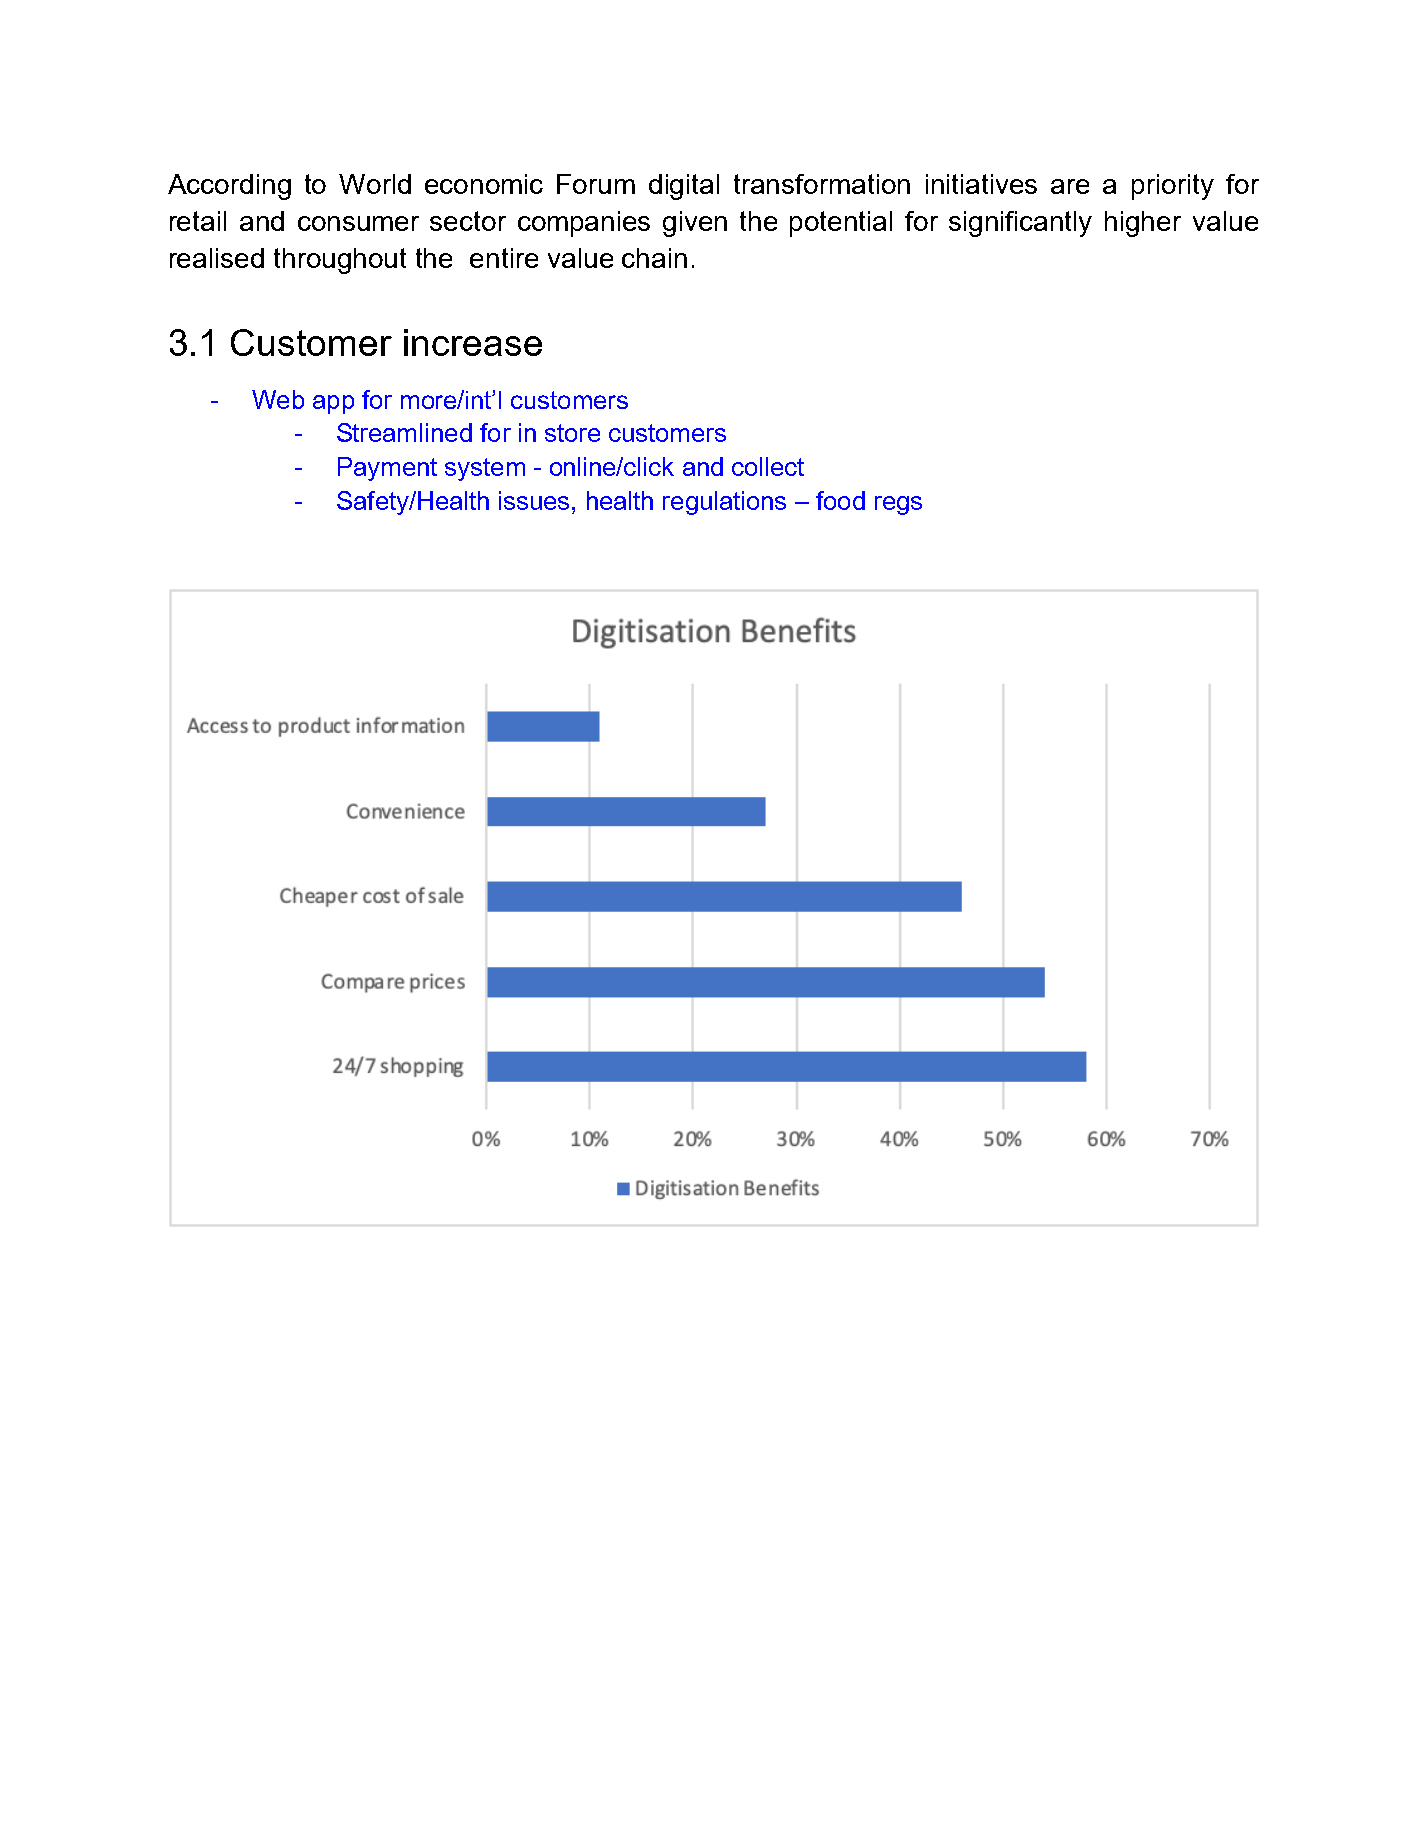 According to World economic Forum digital transformation initiatives are a priority for
retail and consumer sector companies given the potential for significantly higher value
realised throughout the  entire value chain.
3.1 Customer increase
- Web app for more/int’l customers
- Streamlined for in store customers
- Payment system - online/click and collect
- Safety/Health issues, health regulations – food regs
Digitisation Benefits
Access to product information
Convenience
Cheaper cost of sale
Compare prices
24/7 shopping
0% 10% 20% 30% 40% 50% 60% 70%
Digitisation Benefits